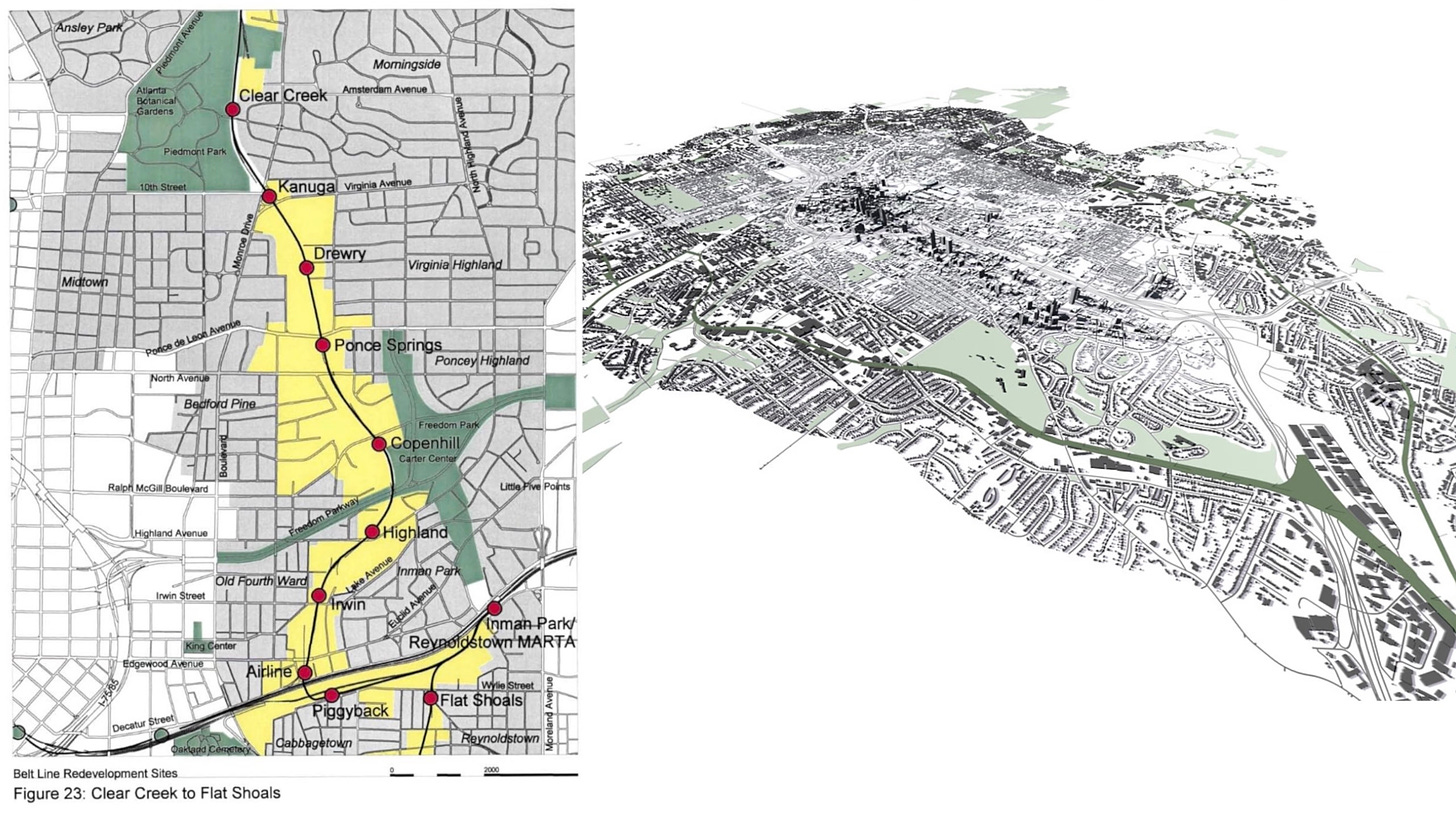 Ansley Park
Piedmont Avenue
Morningside
Atlanta
Botanical
Gardens
Clear Creek
Amsterdam Avenue
North Highland Avenue
Piedmont Park
10th Street
Kanuga
Virginia Avenue
Monroe Drive
Drewry
Virginia Highland
Midtown
Ponce de Leon Avenue
Ponce Springs
Poncey Highland
North Avenue
Bedford Pine
Freedom Park
Boulevard
Copenhill
Carter Center
Ralph McGill Boulevard
Little Five Points
Freedom Parkway
Highland Avenue
Highland
Old Fourth Ward
Lake Avenue
Inman Park
Irwin Street
Irwin
Euclid Avenue
Inman Park/
Reynoldstown MARTA
King Center
Edgewood Avenue
Airline
I-75/85
Wylie Street
Flat Shoals
Moreland Avenue
Piggyback
Decatur Street
Oakland Cemetery
Cabbagetown
Reynoldstown
Belt Line Redevelopment Sites
0 2000
Figure 23: Clear Creek to Flat Shoals